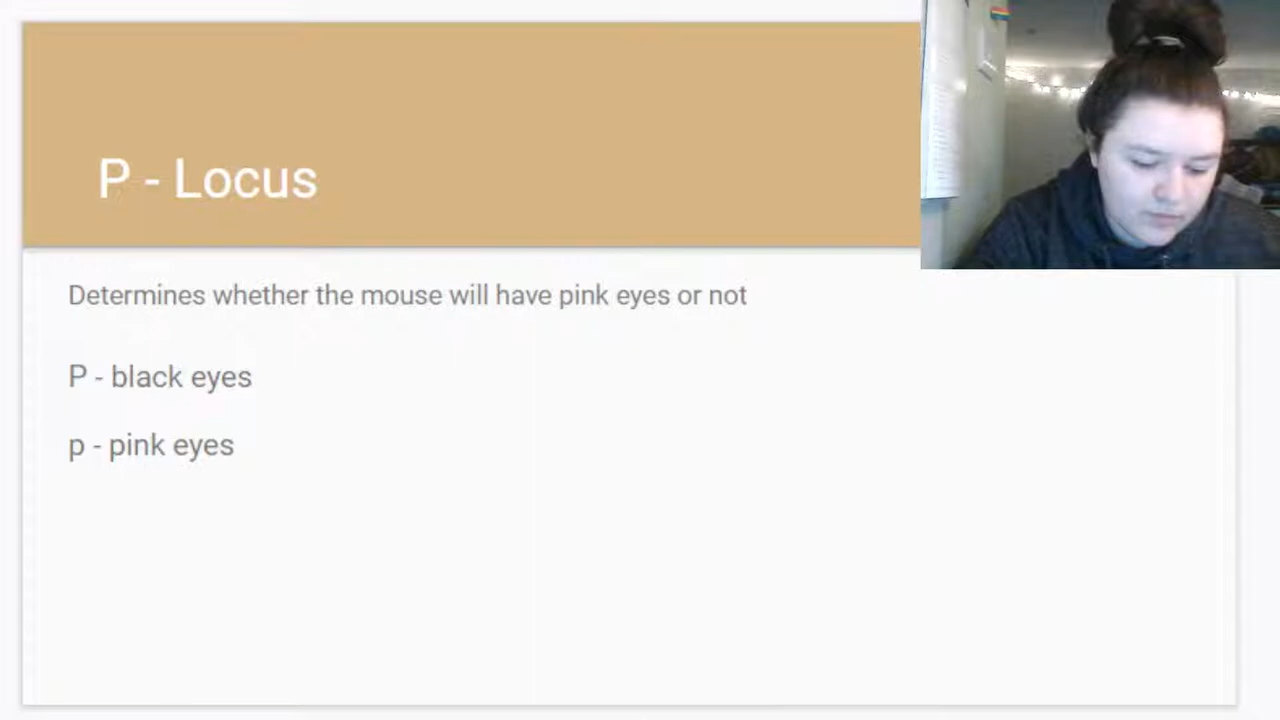 P - Locus
Determines whether the mouse will have pink eyes or not
P - black eyes
p - pink eyes